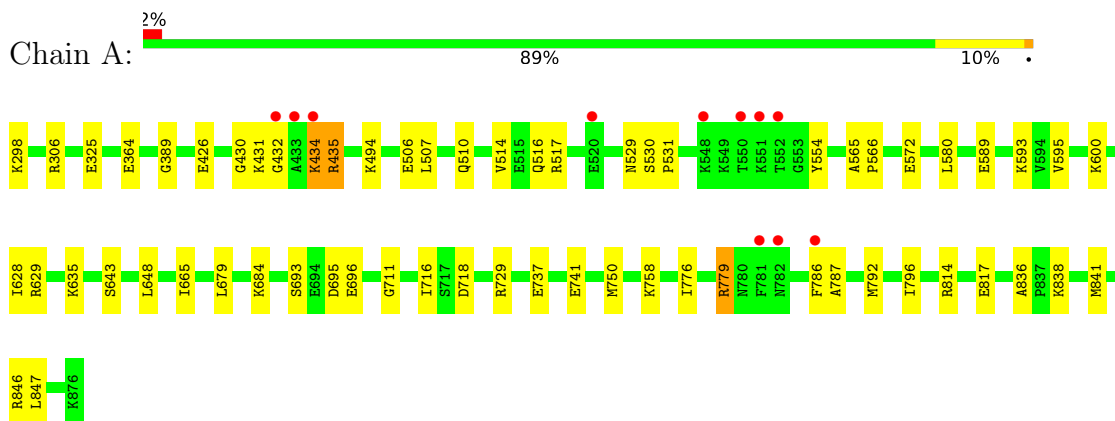 2%
Chain A:
89% 10% •
K298 R306 E325 E364 G389 E426 G430 K431 G432 A433 K434 R435 K494 E506 L507 Q510 V514 E515 Q516 R517 E520 N529 S530 P531 K548 K549 T550 K551 T552 G553 Y554 A565 P566 E572 L580 E589 K593 V594 V595 K600
I628 R629 K635 S643 L648 I665 L679 K684 S693 E694 D695 E696 G711 I716 S717 D718 R729 E737 E741 M750 K758 I776 R779 N780 F781 N782 F786 A787 M792 I796 R814 E817 A836 P837 K838 M841
R846 L847 K876